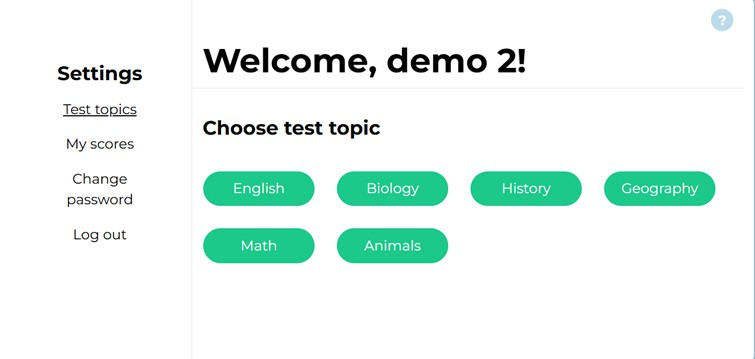 ?
Settings
Test topics
My scores
Change
password
Log out
Welcome, demo 2!
Choose test topic
English
Biology
History
Geography
Math
Animals